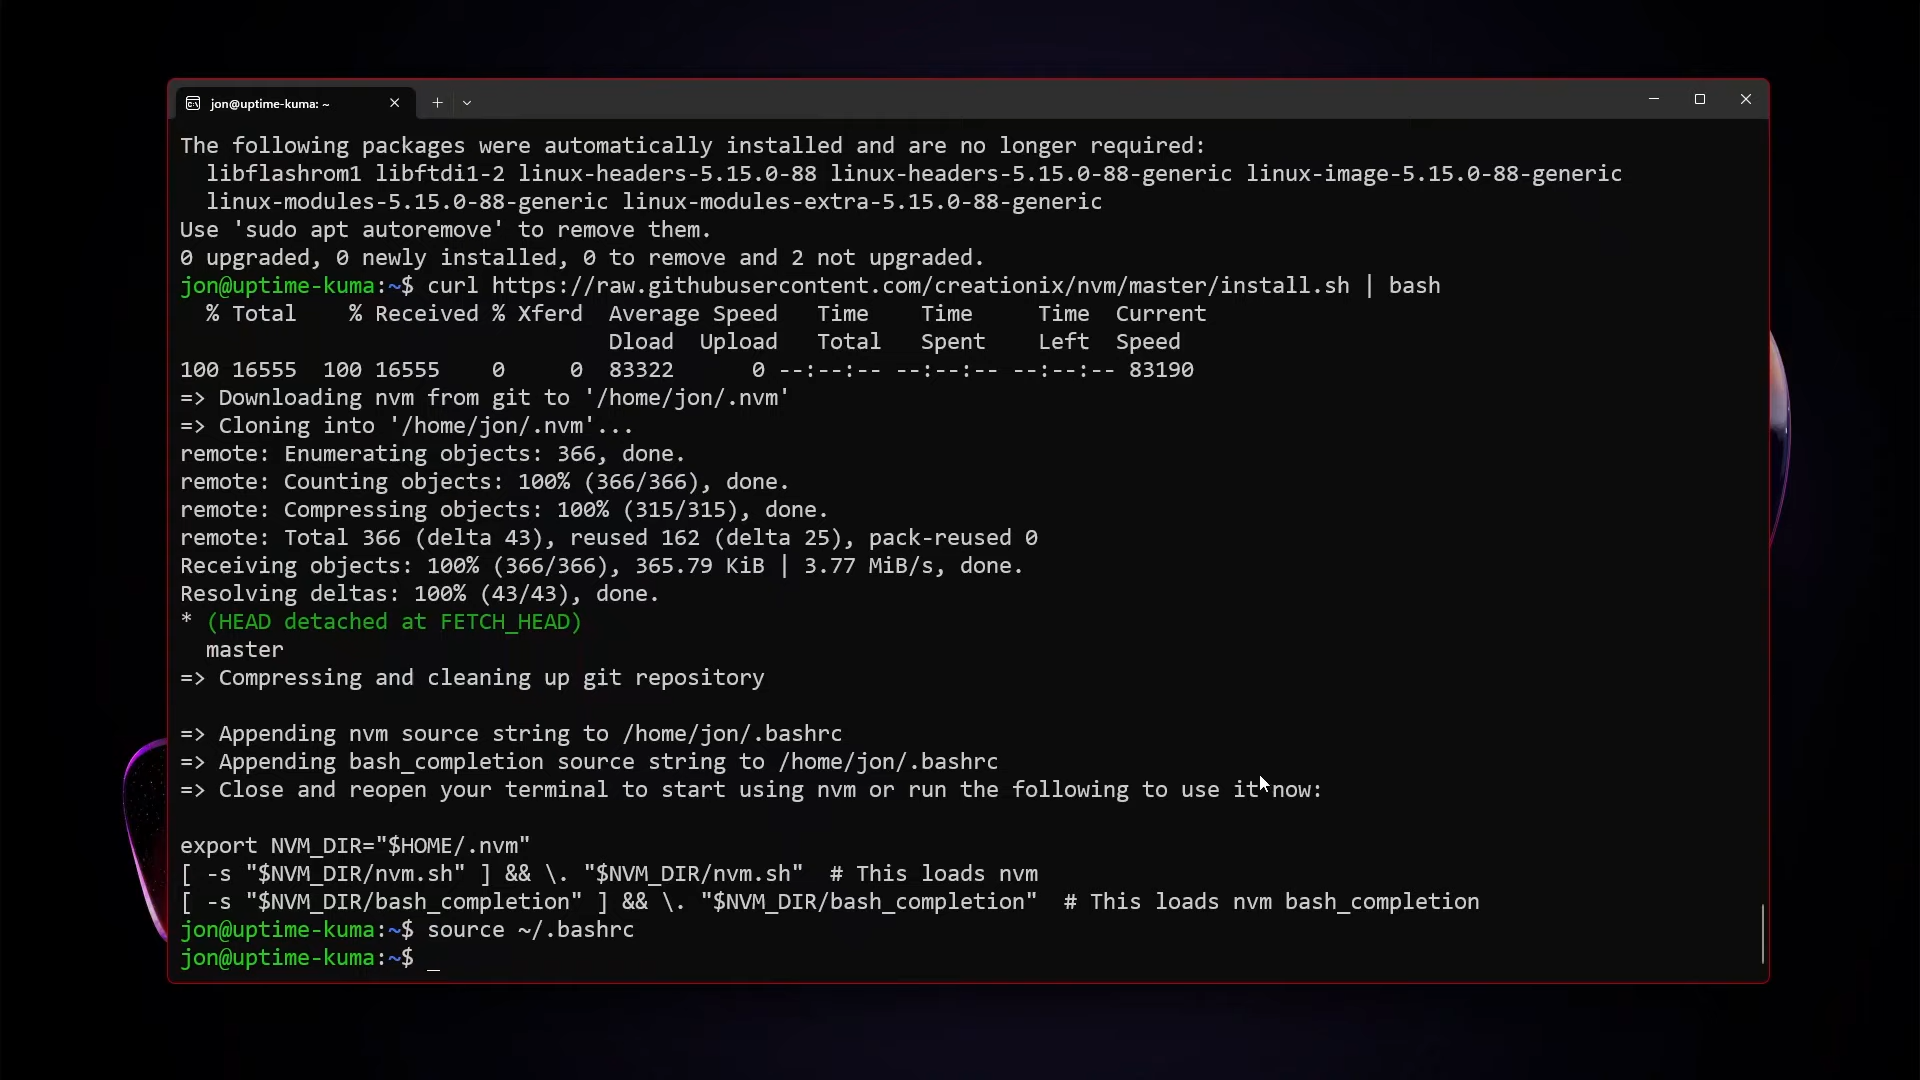 jon@uptime-kuma: ~
The following packages were automatically installed and are no longer required:
  libflashrom1 libftdi1-2 linux-headers-5.15.0-88 linux-headers-5.15.0-88-generic linux-image-5.15.0-88-generic
  linux-modules-5.15.0-88-generic linux-modules-extra-5.15.0-88-generic
Use 'sudo apt autoremove' to remove them.
0 upgraded, 0 newly installed, 0 to remove and 2 not upgraded.
jon@uptime-kuma:~$ curl https://raw.githubusercontent.com/creationix/nvm/master/install.sh | bash
  % Total    % Received % Xferd  Average Speed   Time    Time     Time  Current
                                 Dload  Upload   Total   Spent    Left  Speed
100 16555  100 16555    0     0  83322      0 --:--:-- --:--:-- --:--:-- 83190
=> Downloading nvm from git to '/home/jon/.nvm'
=> Cloning into '/home/jon/.nvm'...
remote: Enumerating objects: 366, done.
remote: Counting objects: 100% (366/366), done.
remote: Compressing objects: 100% (315/315), done.
remote: Total 366 (delta 43), reused 162 (delta 25), pack-reused 0
Receiving objects: 100% (366/366), 365.79 KiB | 3.77 MiB/s, done.
Resolving deltas: 100% (43/43), done.
* (HEAD detached at FETCH_HEAD)
  master
=> Compressing and cleaning up git repository
=> Appending nvm source string to /home/jon/.bashrc
=> Appending bash_completion source string to /home/jon/.bashrc
=> Close and reopen your terminal to start using nvm or run the following to use it now:
export NVM_DIR="$HOME/.nvm"
[ -s "$NVM_DIR/nvm.sh" ] && \. "$NVM_DIR/nvm.sh"  # This loads nvm
[ -s "$NVM_DIR/bash_completion" ] && \. "$NVM_DIR/bash_completion"  # This loads nvm bash_completion
jon@uptime-kuma:~$ source ~/.bashrc
jon@uptime-kuma:~$ _